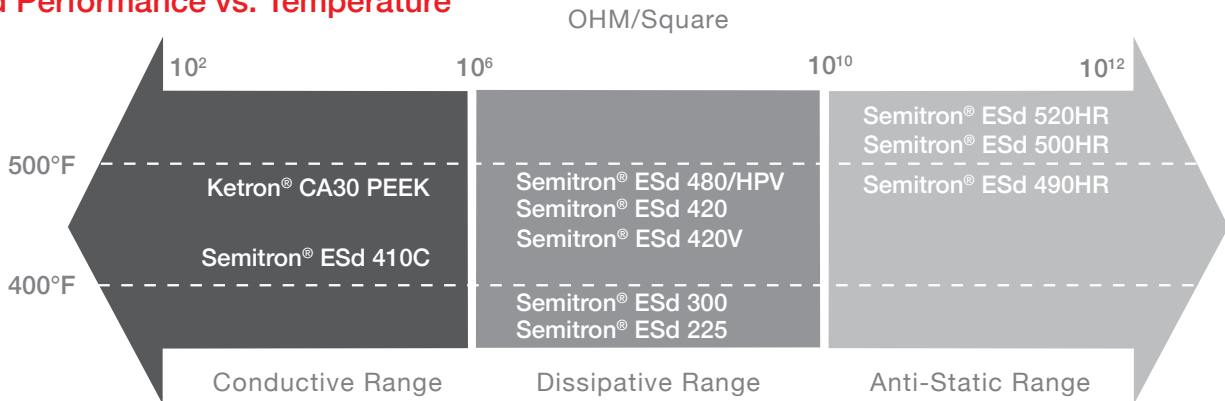 Performance vs. Temperature
OHM/Square
10² 10⁶ 10¹⁰ 10¹²
Semitron® ESd 520HR
Semitron® ESd 500HR
500°F
Ketron® CA30 PEEK
Semitron® ESd 480/HPV
Semitron® ESd 490HR
Semitron® ESd 420
Semitron® ESd 420V
Semitron® ESd 410C
400°F
Semitron® ESd 300
Semitron® ESd 225
Conductive Range Dissipative Range Anti-Static Range